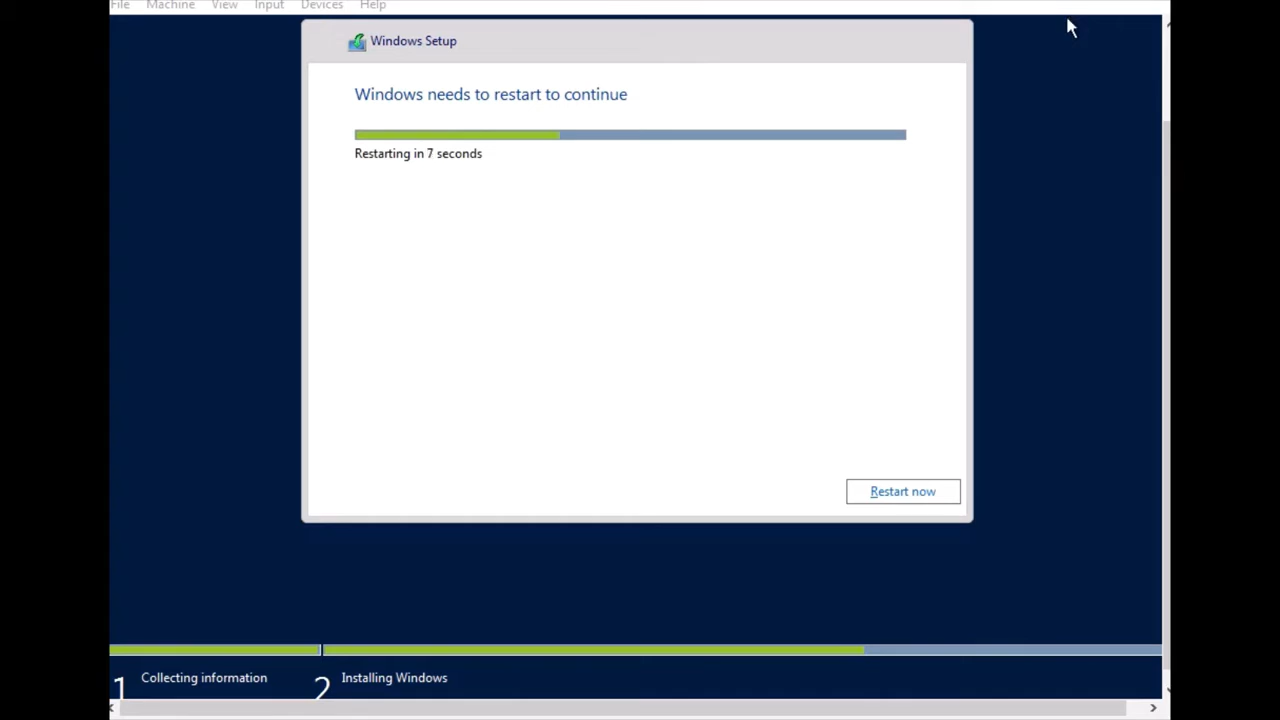 File Machine View Input Devices Help
Windows Setup
Windows needs to restart to continue
Restarting in 7 seconds
Restart now
1 Collecting information 2 Installing Windows